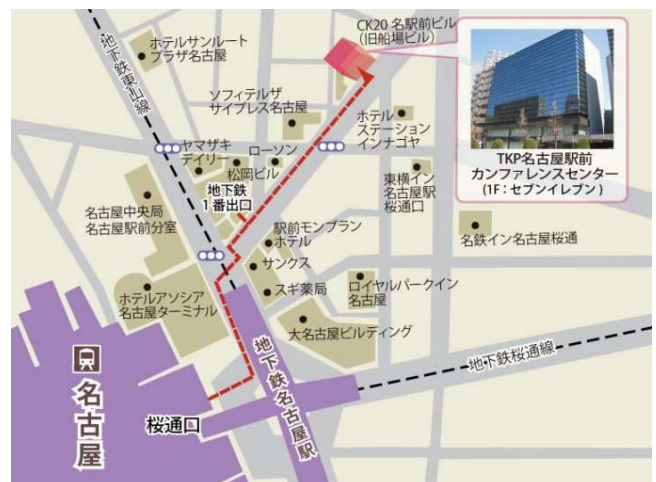 地下鉄東山線
ホテルサンルート
プラザ名古屋
CK20 名駅前ビル
（旧船場ビル）
TKP名古屋駅前
カンファレンスセンター
（1F：セブンイレブン）
ソフィテルザ
サイプレス名古屋
ホテル
ステーション
インナゴヤ
ヤマザキ
デイリー
ローソン
松岡ビル
地下鉄
1番出口
東横イン
名古屋駅
桜通口
名古屋中央局
名古屋駅前分室
駅前モンブラン
ホテル
名鉄イン名古屋桜通
サンクス
スギ薬局
ロイヤルパークイン
名古屋
ホテルアソシア
名古屋ターミナル
大名古屋ビルヂィング
地下鉄桜通線
地下鉄名古屋駅
名古屋
桜通口